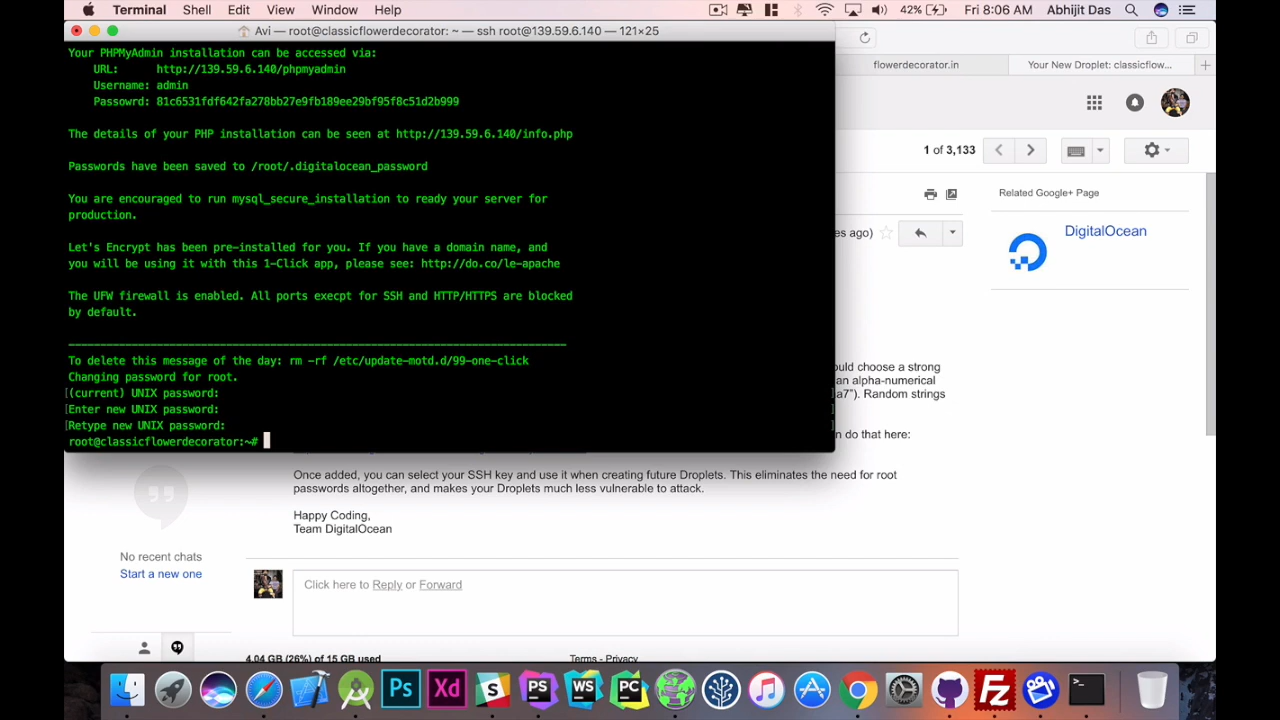 Terminal Shell Edit View Window Help 42% Fri 8:06 AM Abhijit Das
Avi — root@classicflowerdecorator: ~ — ssh root@139.59.6.140 — 121×25
Your PHPMyAdmin installation can be accessed via:
URL: http://139.59.6.140/phpmyadmin
Username: admin
Passowrd: 81c6531fdf642fa278bb27e9fb189ee29bf95f8c51d2b999
The details of your PHP installation can be seen at http://139.59.6.140/info.php
Passwords have been saved to /root/.digitalocean_password
You are encouraged to run mysql_secure_installation to ready your server for
production.
Let's Encrypt has been pre-installed for you. If you have a domain name, and
you will be using it with this 1-Click app, please see: http://do.co/le-apache
The UFW firewall is enabled. All ports execpt for SSH and HTTP/HTTPS are blocked
by default.
To delete this message of the day: rm -rf /etc/update-motd.d/99-one-click
Changing password for root.
[(current) UNIX password: ]
[Enter new UNIX password: ]
[Retype new UNIX password: ]
root@classicflowerdecorator:~#
flowerdecorator.in
Your New Droplet: classicflow...
1 of 3,133
Related Google+ Page
DigitalOcean
es ago)
ould choose a strong
an alpha-numerical
a7"). Random strings
n do that here:
Once added, you can select your SSH key and use it when creating future Droplets. This eliminates the need for root
passwords altogether, and makes your Droplets much less vulnerable to attack.
Happy Coding,
Team DigitalOcean
No recent chats
Start a new one
Click here to Reply or Forward
4.04 GB (26%) of 15 GB used
Terms - Privacy
Ps
Xd
S
PS
WS
PC
Fz
>_